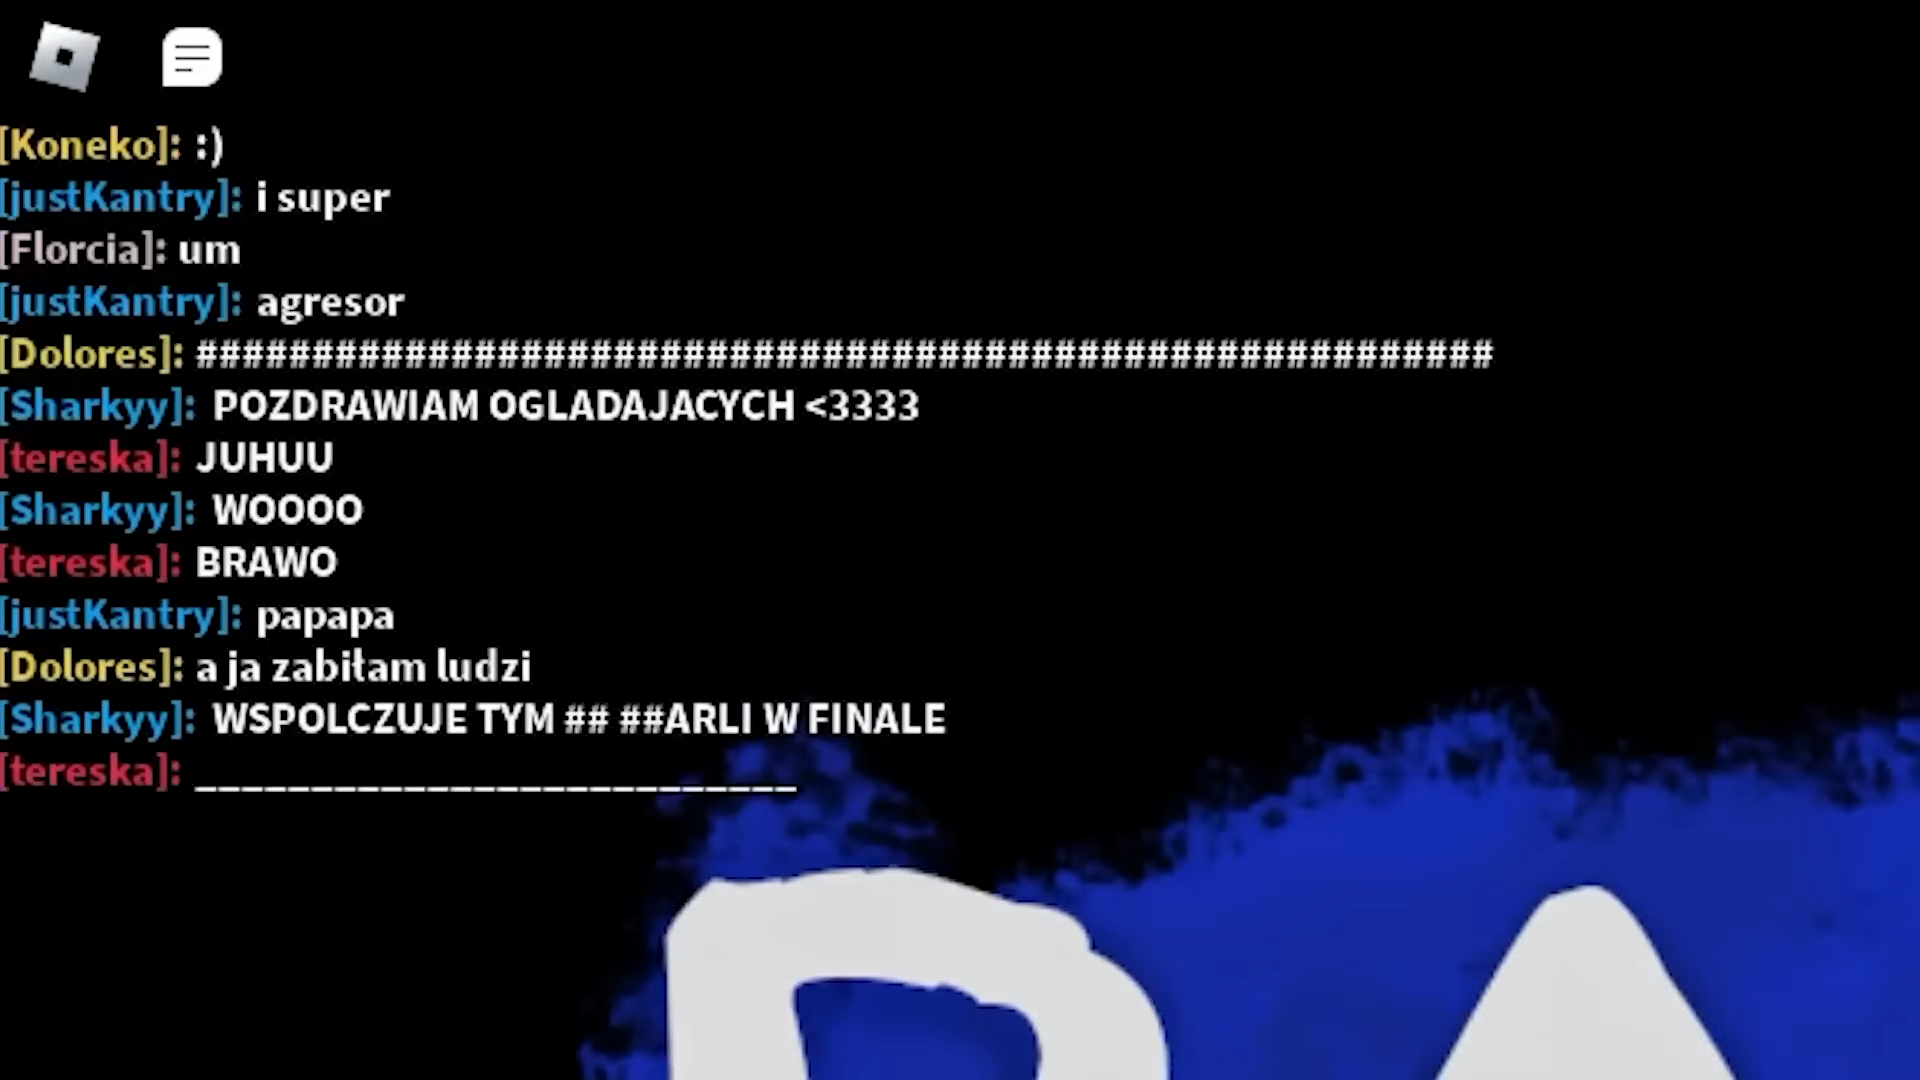 [Koneko]: :)
[justKantry]: i super
[Florcia]: um
[justKantry]: agresor
[Dolores]: ########################################################
[Sharkyy]: POZDRAWIAM OGLADAJACYCH <3333
[tereska]: JUHUU
[Sharkyy]: WOOOO
[tereska]: BRAWO
[justKantry]: papapa
[Dolores]: a ja zabiłam ludzi
[Sharkyy]: WSPOLCZUJE TYM ## ##ARLI W FINALE
[tereska]: __________________________